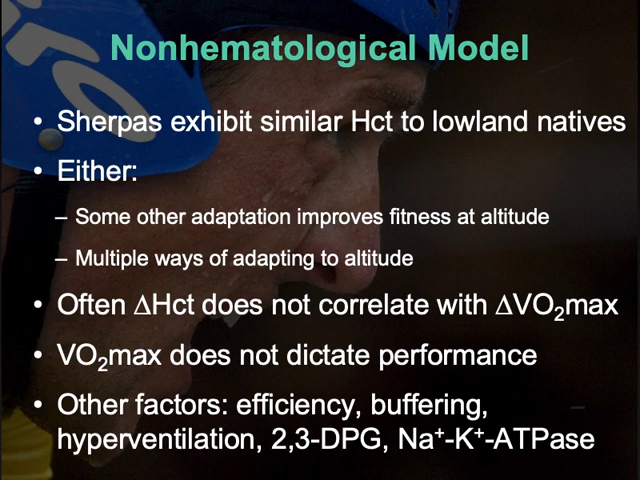 Nonhematological Model
• Sherpas exhibit similar Hct to lowland natives
• Either:
– Some other adaptation improves fitness at altitude
– Multiple ways of adapting to altitude
• Often ΔHct does not correlate with ΔVO₂max
• VO₂max does not dictate performance
• Other factors: efficiency, buffering,
hyperventilation, 2,3-DPG, Na⁺-K⁺-ATPase